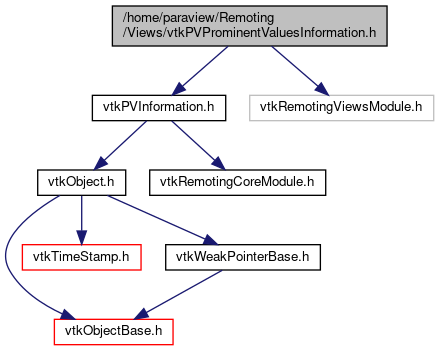 /home/paraview/Remoting
/Views/vtkPVProminentValuesInformation.h
vtkPVInformation.h
vtkRemotingViewsModule.h
vtkObject.h
vtkRemotingCoreModule.h
vtkTimeStamp.h
vtkWeakPointerBase.h
vtkObjectBase.h